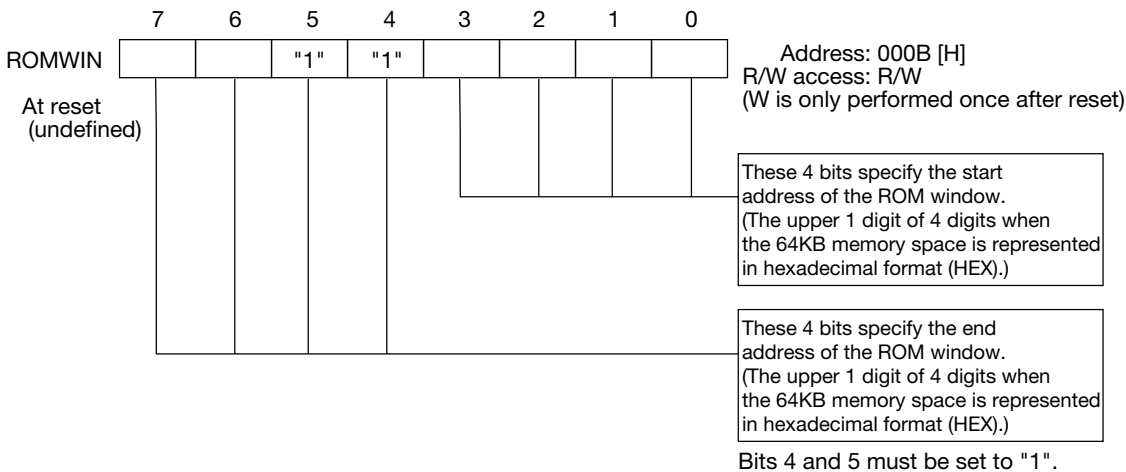 7 6 5 4 3 2 1 0
ROMWIN "1" "1"
Address: 000B [H]
R/W access: R/W
(W is only performed once after reset)
At reset
(undefined)
These 4 bits specify the start
address of the ROM window.
(The upper 1 digit of 4 digits when
the 64KB memory space is represented
in hexadecimal format (HEX).)
These 4 bits specify the end
address of the ROM window.
(The upper 1 digit of 4 digits when
the 64KB memory space is represented
in hexadecimal format (HEX).)
Bits 4 and 5 must be set to "1".